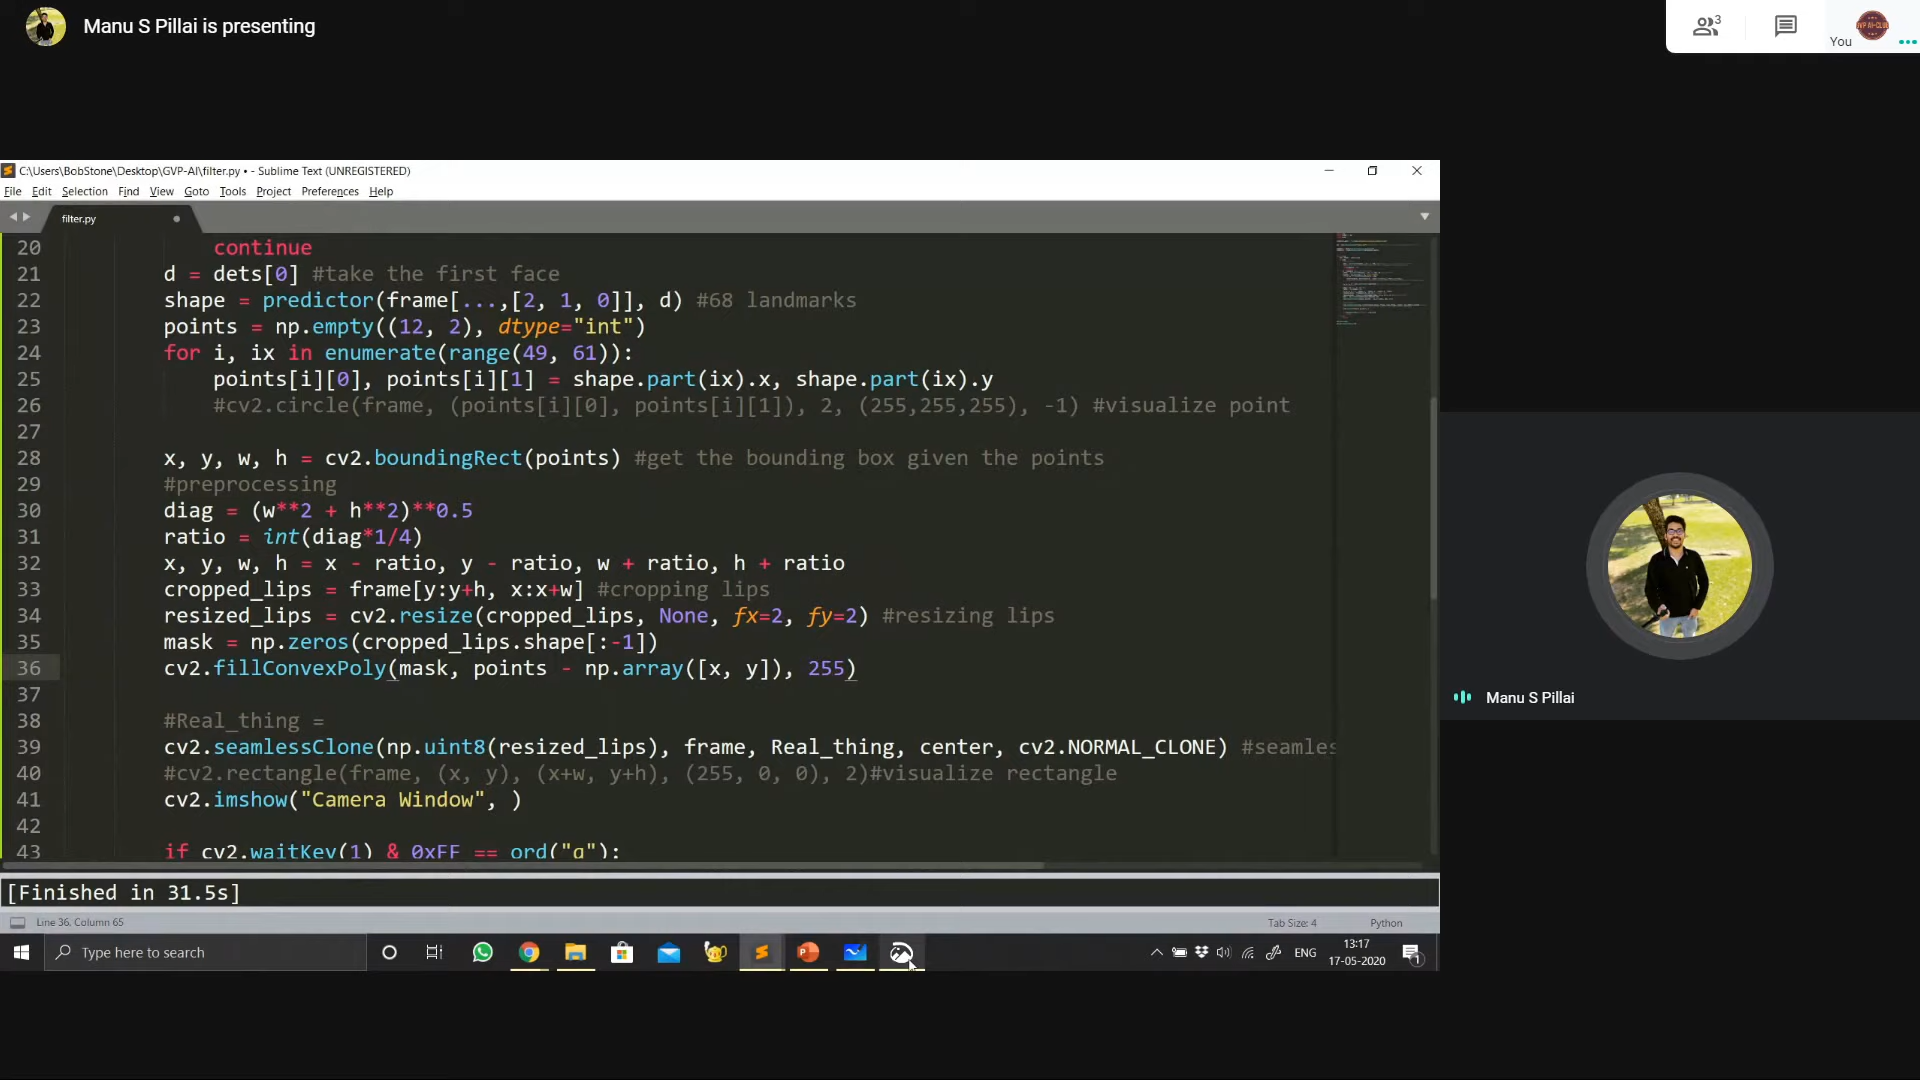 Manu S Pillai is presenting
3
You
C:\Users\BobStone\Desktop\GVP-AI\filter.py • - Sublime Text (UNREGISTERED)
File Edit Selection Find View Goto Tools Project Preferences Help
filter.py
20 continue
21 d = dets[0] #take the first face
22 shape = predictor(frame[...,[2, 1, 0]], d) #68 landmarks
23 points = np.empty((12, 2), dtype="int")
24 for i, ix in enumerate(range(49, 61)):
25 points[i][0], points[i][1] = shape.part(ix).x, shape.part(ix).y
26 #cv2.circle(frame, (points[i][0], points[i][1]), 2, (255,255,255), -1) #visualize point
27
28 x, y, w, h = cv2.boundingRect(points) #get the bounding box given the points
29 #preprocessing
30 diag = (w**2 + h**2)**0.5
31 ratio = int(diag*1/4)
32 x, y, w, h = x - ratio, y - ratio, w + ratio, h + ratio
33 cropped_lips = frame[y:y+h, x:x+w] #cropping lips
34 resized_lips = cv2.resize(cropped_lips, None, fx=2, fy=2) #resizing lips
35 mask = np.zeros(cropped_lips.shape[:-1])
36 cv2.fillConvexPoly(mask, points - np.array([x, y]), 255)
37
38 #Real_thing =
39 cv2.seamlessClone(np.uint8(resized_lips), frame, Real_thing, center, cv2.NORMAL_CLONE) #seamles
40 #cv2.rectangle(frame, (x, y), (x+w, y+h), (255, 0, 0), 2)#visualize rectangle
41 cv2.imshow("Camera Window", )
42
43 if cv2.waitKey(1) & 0xFF == ord("q"):
[Finished in 31.5s]
Line 36, Column 65
Tab Size: 4 Python
Type here to search
ENG
13:17
17-05-2020
1
Manu S Pillai